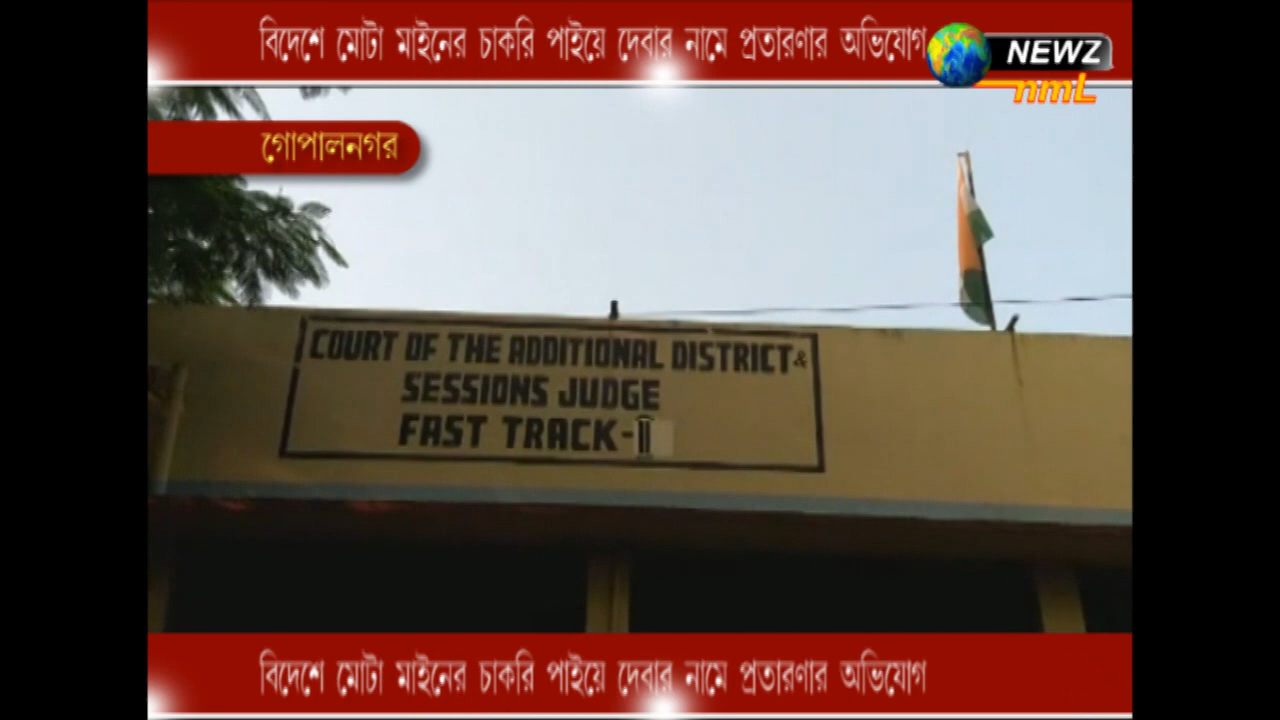 বিদেশে মোটা মাইনের চাকরি পাইয়ে দেবার নামে প্রতারণার অভিযোগ
NEWZ
nmL
গোপালনগর
COURT OF THE ADDITIONAL DISTRICT &
SESSIONS JUDGE
FAST TRACK-II
বিদেশে মোটা মাইনের চাকরি পাইয়ে দেবার নামে প্রতারণার অভিযোগ